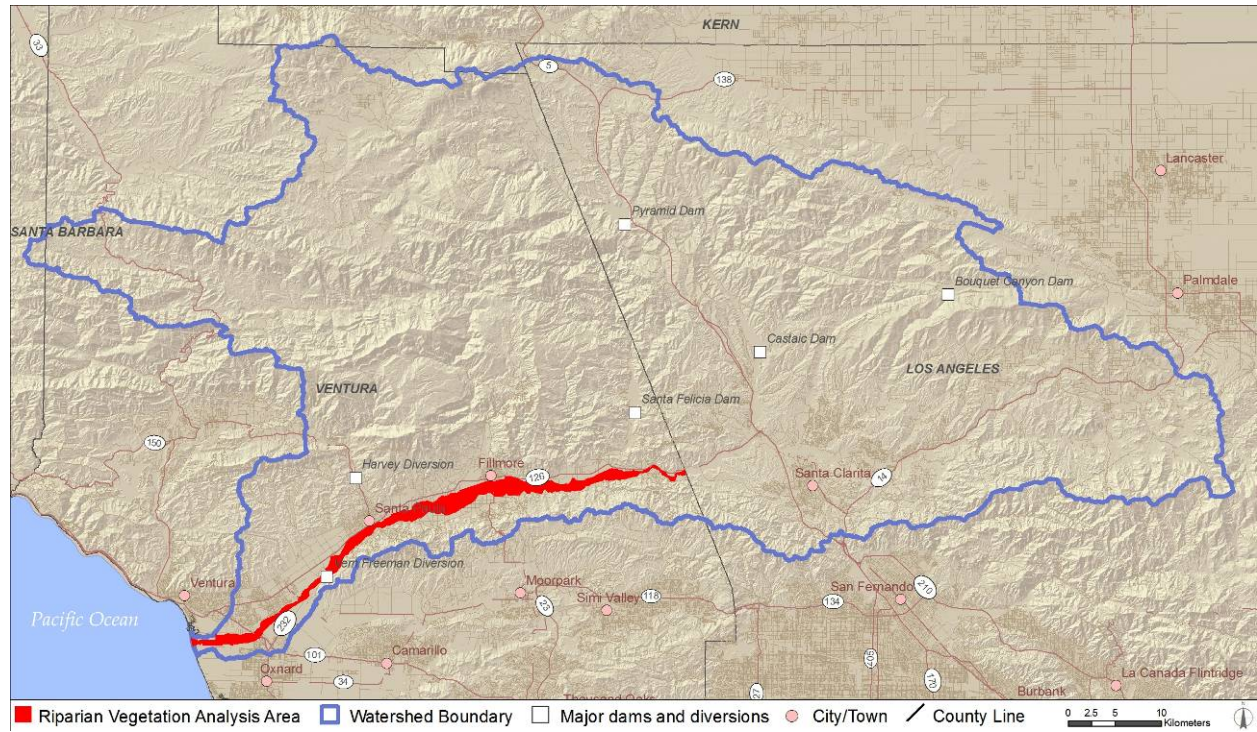 KERN
33
5
138
Lancaster
Pyramid Dam
SANTA BARBARA
Bouquet Canyon Dam
Palmdale
Castaic Dam
LOS ANGELES
VENTURA
Santa Felicia Dam
150
Harvey Diversion
Fillmore
126
Santa Clarita
14
Santa
Freeman Diversion
Ventura
Moorpark
23
Simi Valley
118
San Fernando
210
134
Pacific Ocean
232
101
Camarillo
405
Oxnard
34
170
La Canada Flintridge
27
Burbank
Thousand Oaks
Riparian Vegetation Analysis Area
Watershed Boundary
Major dams and diversions
City/Town
County Line
0 2.5 5 10
Kilometers